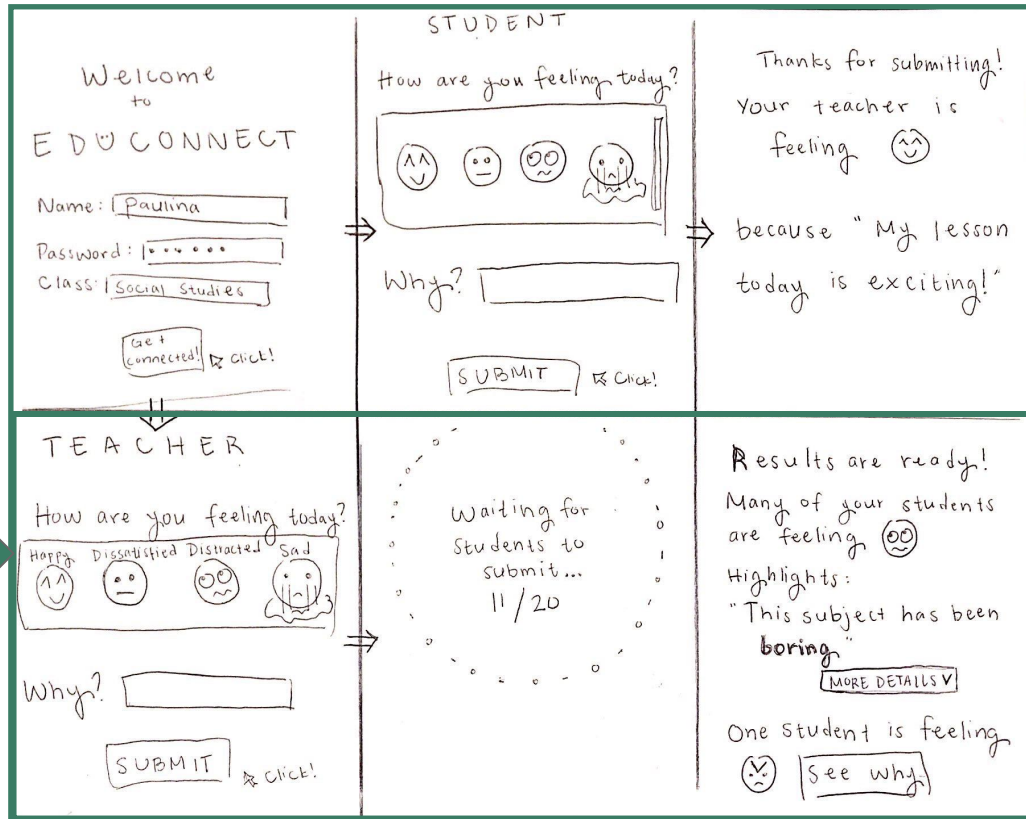 Welcome
to
EDUCONNECT
Name: Paulina
Password: ••••••
Class: Social Studies
Get
connected!
Click!
STUDENT
How are you feeling today?
Why?
SUBMIT
Click!
Thanks for submitting!
Your teacher is
feeling
because "My lesson
today is exciting!"
TEACHER
How are you feeling today?
Happy Dissatisfied Distracted Sad
Why?
SUBMIT
Click!
Waiting for
students to
submit...
11/20
Results are ready!
Many of your students
are feeling
Highlights:
"This subject has been
boring"
MORE DETAILS V
One student is feeling
See why